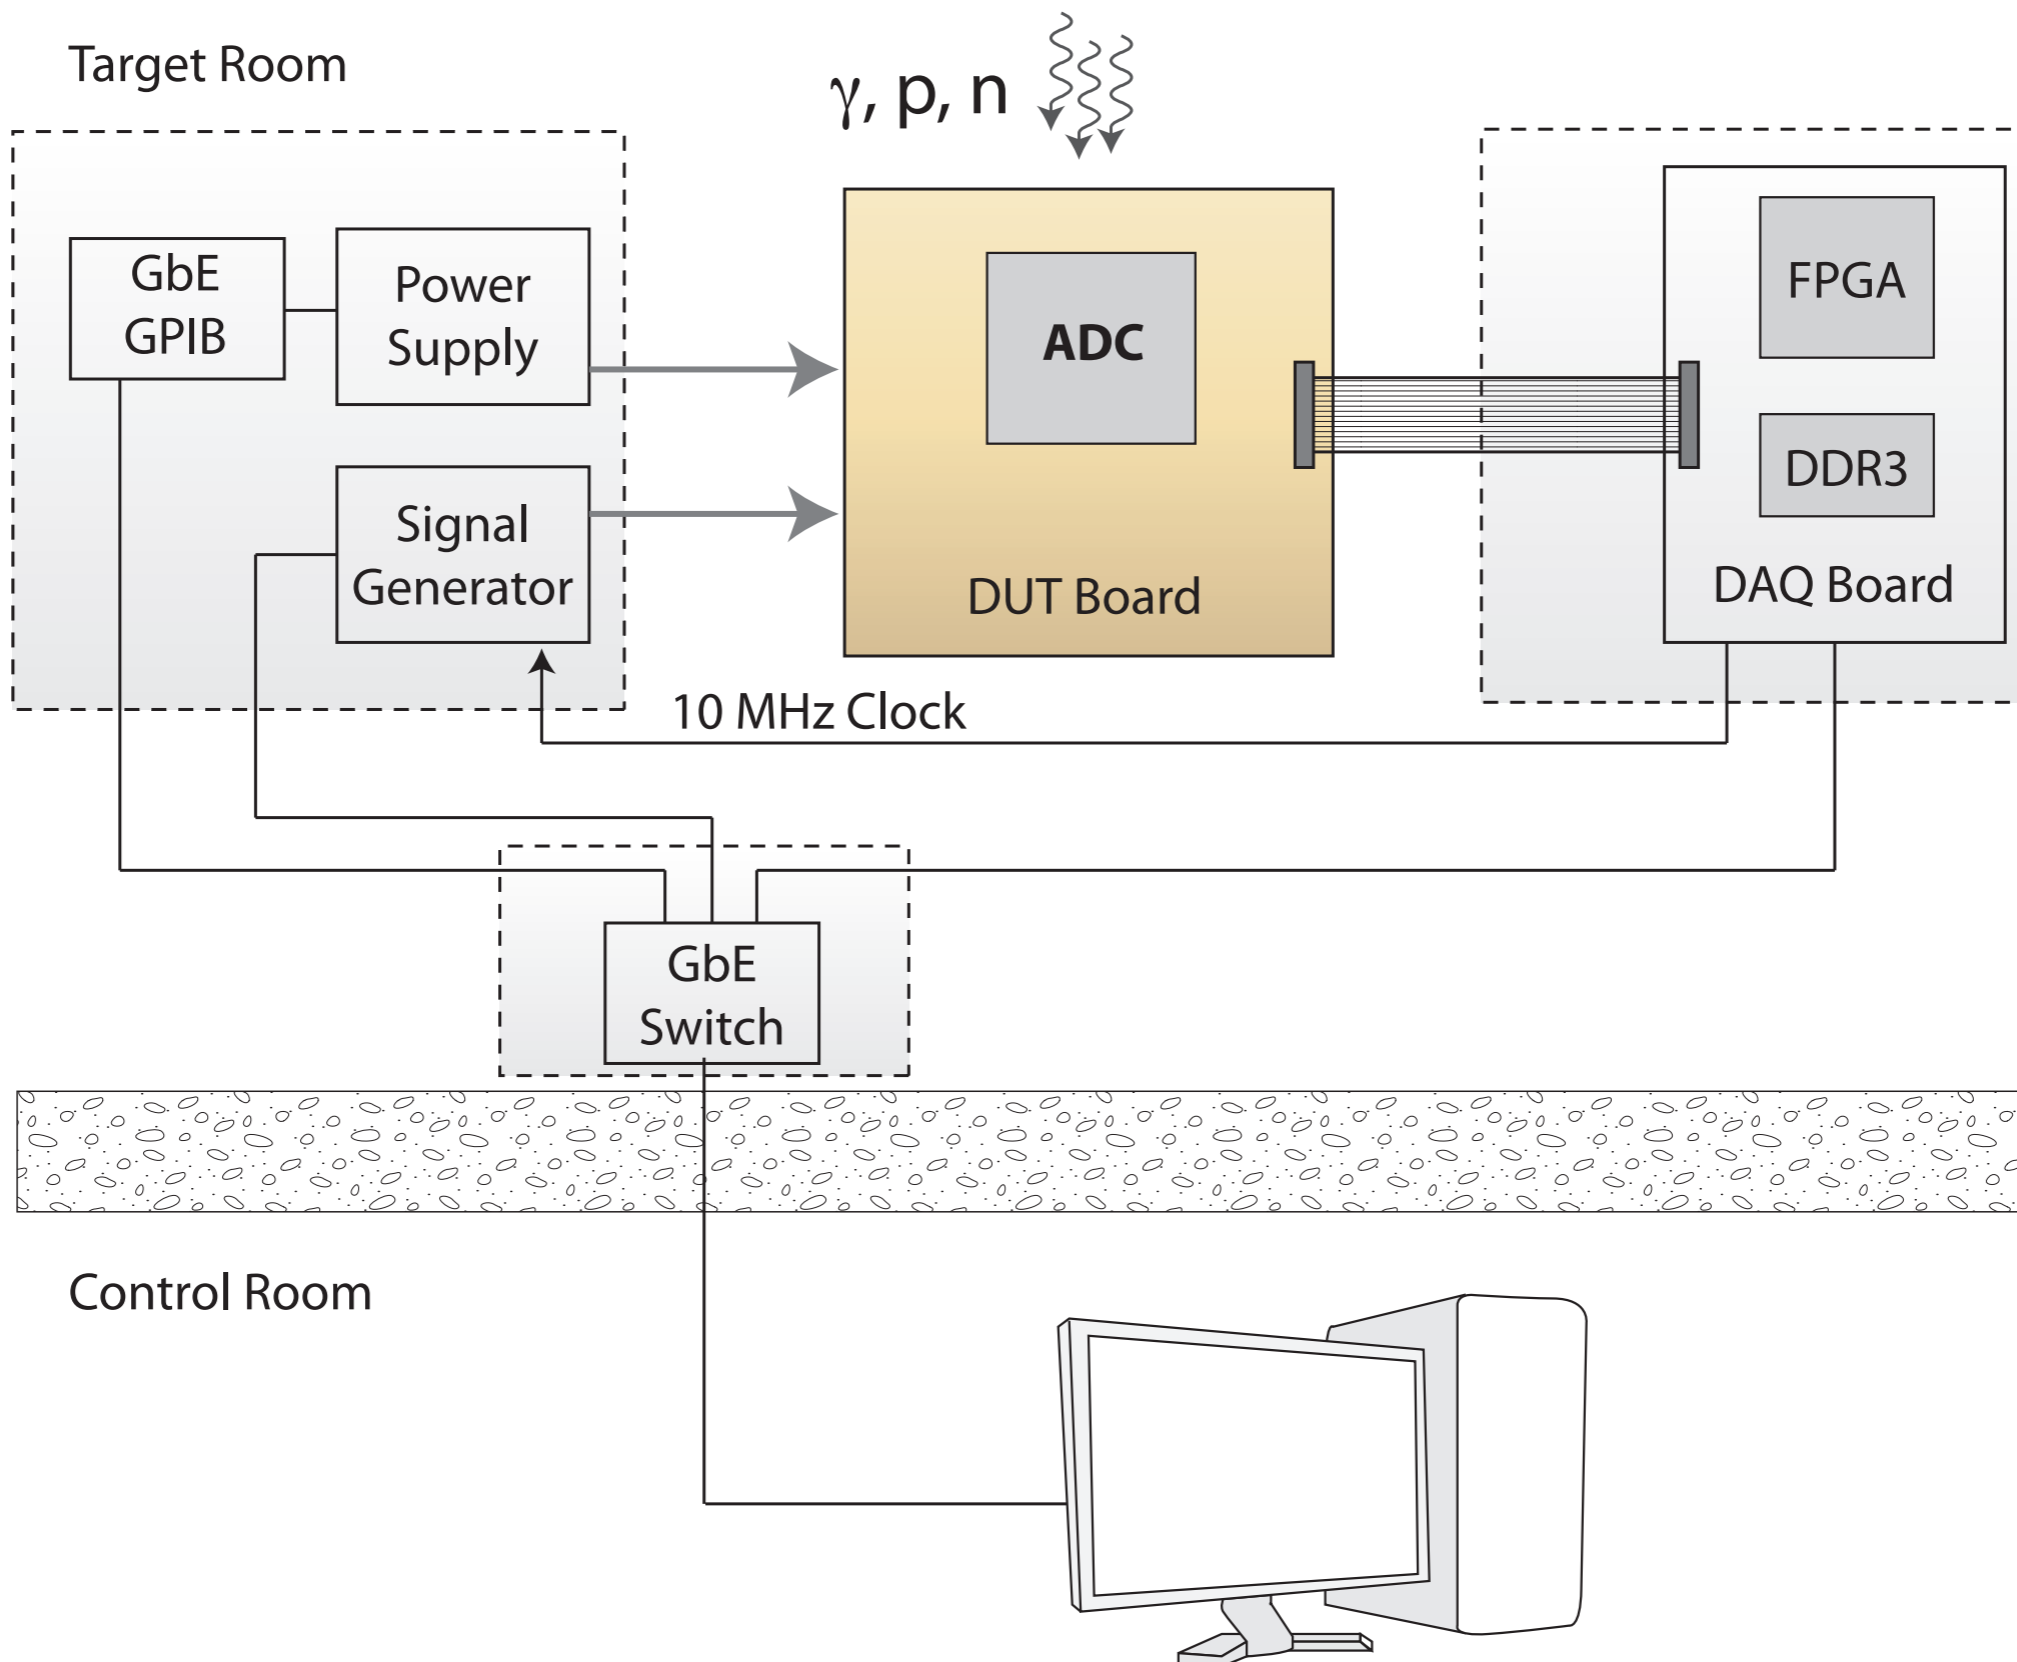 Target Room
γ, p, n
GbE
GPIB
Power
Supply
ADC
FPGA
DDR3
Signal
Generator
DUT Board
DAQ Board
10 MHz Clock
GbE
Switch
Control Room